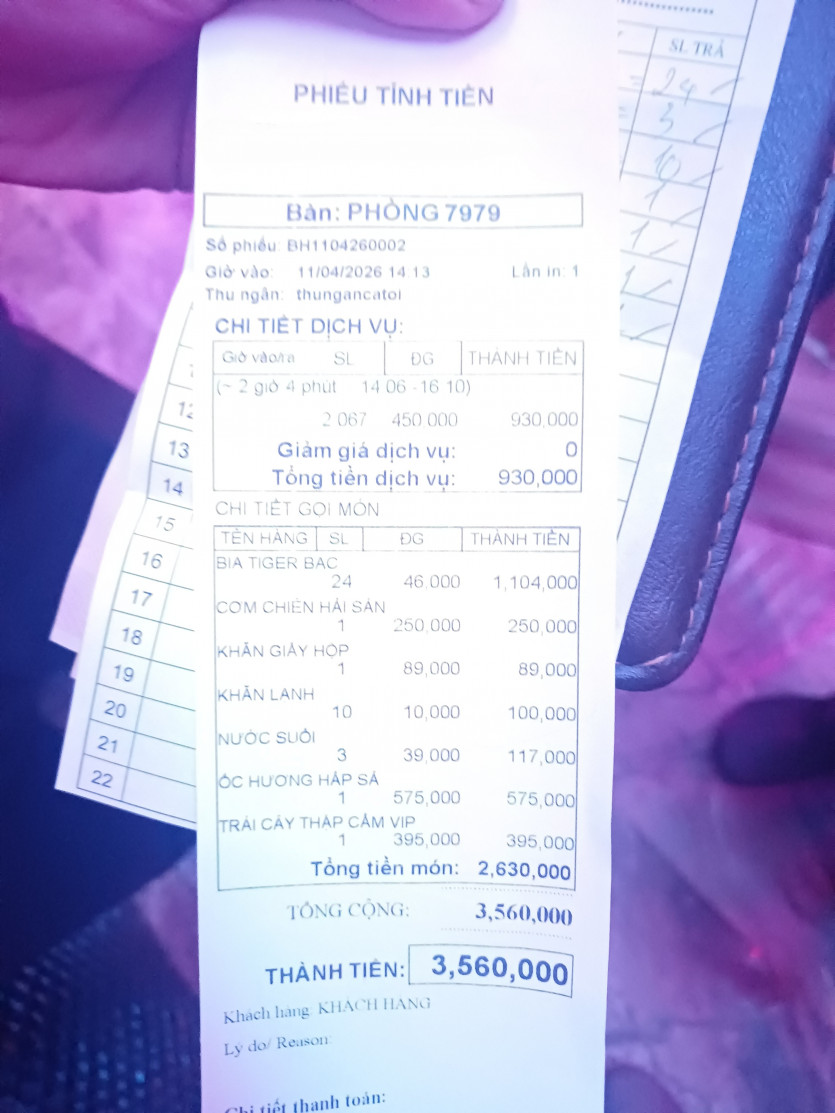 PHIẾU TÍNH TIỀN
Bàn: PHÒNG 7979
Số phiếu: BH1104260002
Giờ vào: 11/04/2026 14:13 Lần in: 1
Thu ngân: thungancatoi
CHI TIẾT DỊCH VỤ:
Giờ vào/ra SL ĐG THÀNH TIỀN
(~ 2 giờ 4 phút 14:06 - 16:10)
2.067 450.000 930,000
Giảm giá dịch vụ: 0
Tổng tiền dịch vụ: 930,000
CHI TIẾT GỌI MÓN
TÊN HÀNG SL ĐG THÀNH TIỀN
BIA TIGER BẠC
24 46,000 1,104,000
CƠM CHIÊN HẢI SẢN
1 250,000 250,000
KHĂN GIẤY HỘP
1 89,000 89,000
KHĂN LẠNH
10 10,000 100,000
NƯỚC SUỐI
3 39,000 117,000
ỐC HƯƠNG HẤP SẢ
1 575,000 575,000
TRÁI CÂY THẬP CẨM VIP
1 395,000 395,000
Tổng tiền món: 2,630,000
TỔNG CỘNG: 3,560,000
THÀNH TIỀN: 3,560,000
Khách hàng: KHÁCH HÀNG
Lý do/ Reason:
Chi tiết thanh toán:
SL TRẢ
= 24
= 3
10
1
13
14
15
16
17
18
19
20
21
22